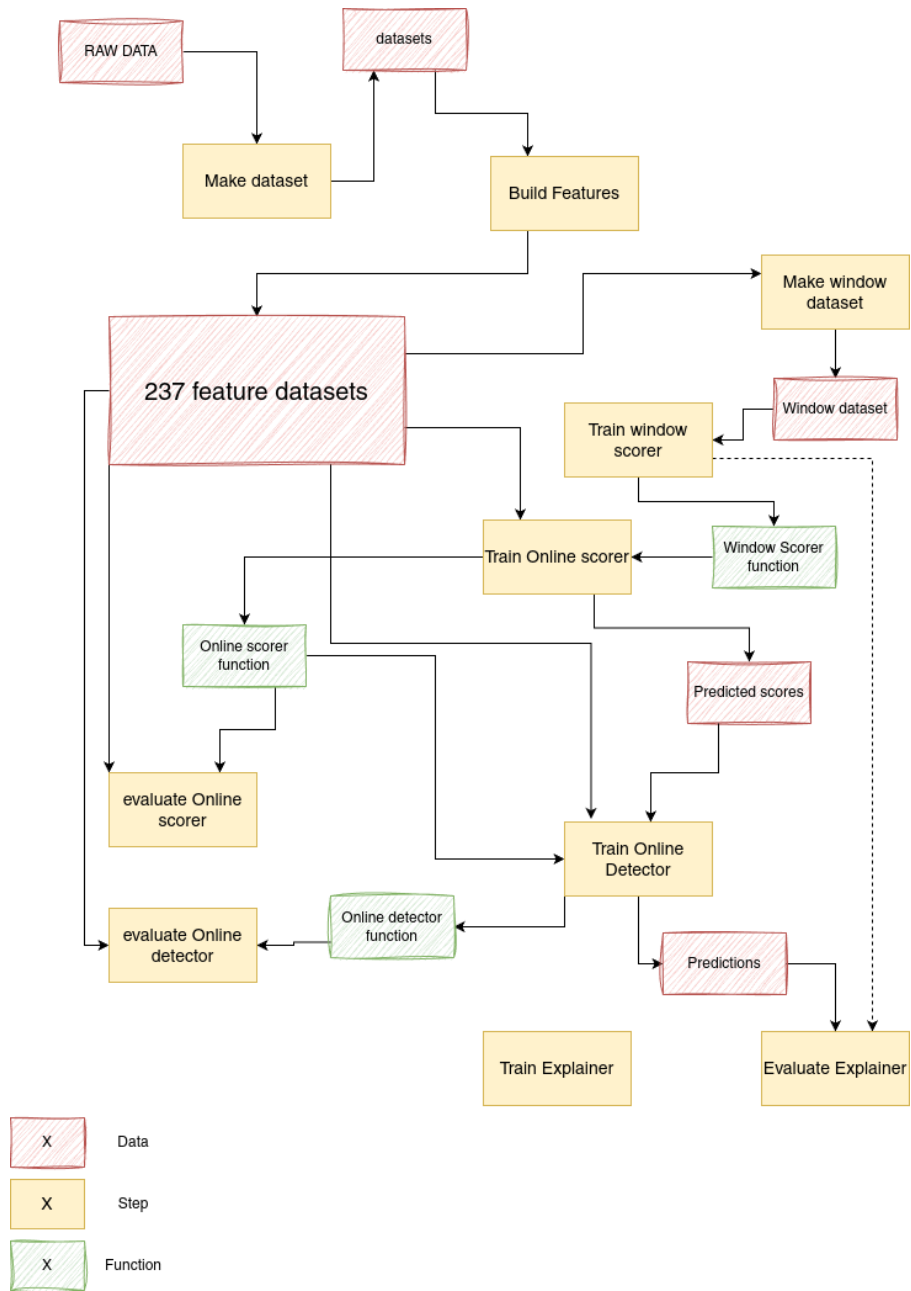 RAW DATA
datasets
Make dataset
Build Features
Make window
dataset
237 feature datasets
Window dataset
Train window
scorer
Train Online scorer
Window Scorer
function
Online scorer
function
Predicted scores
evaluate Online
scorer
Train Online
Detector
evaluate Online
detector
Online detector
function
Predictions
Train Explainer
Evaluate Explainer
X
Data
X
Step
X
Function